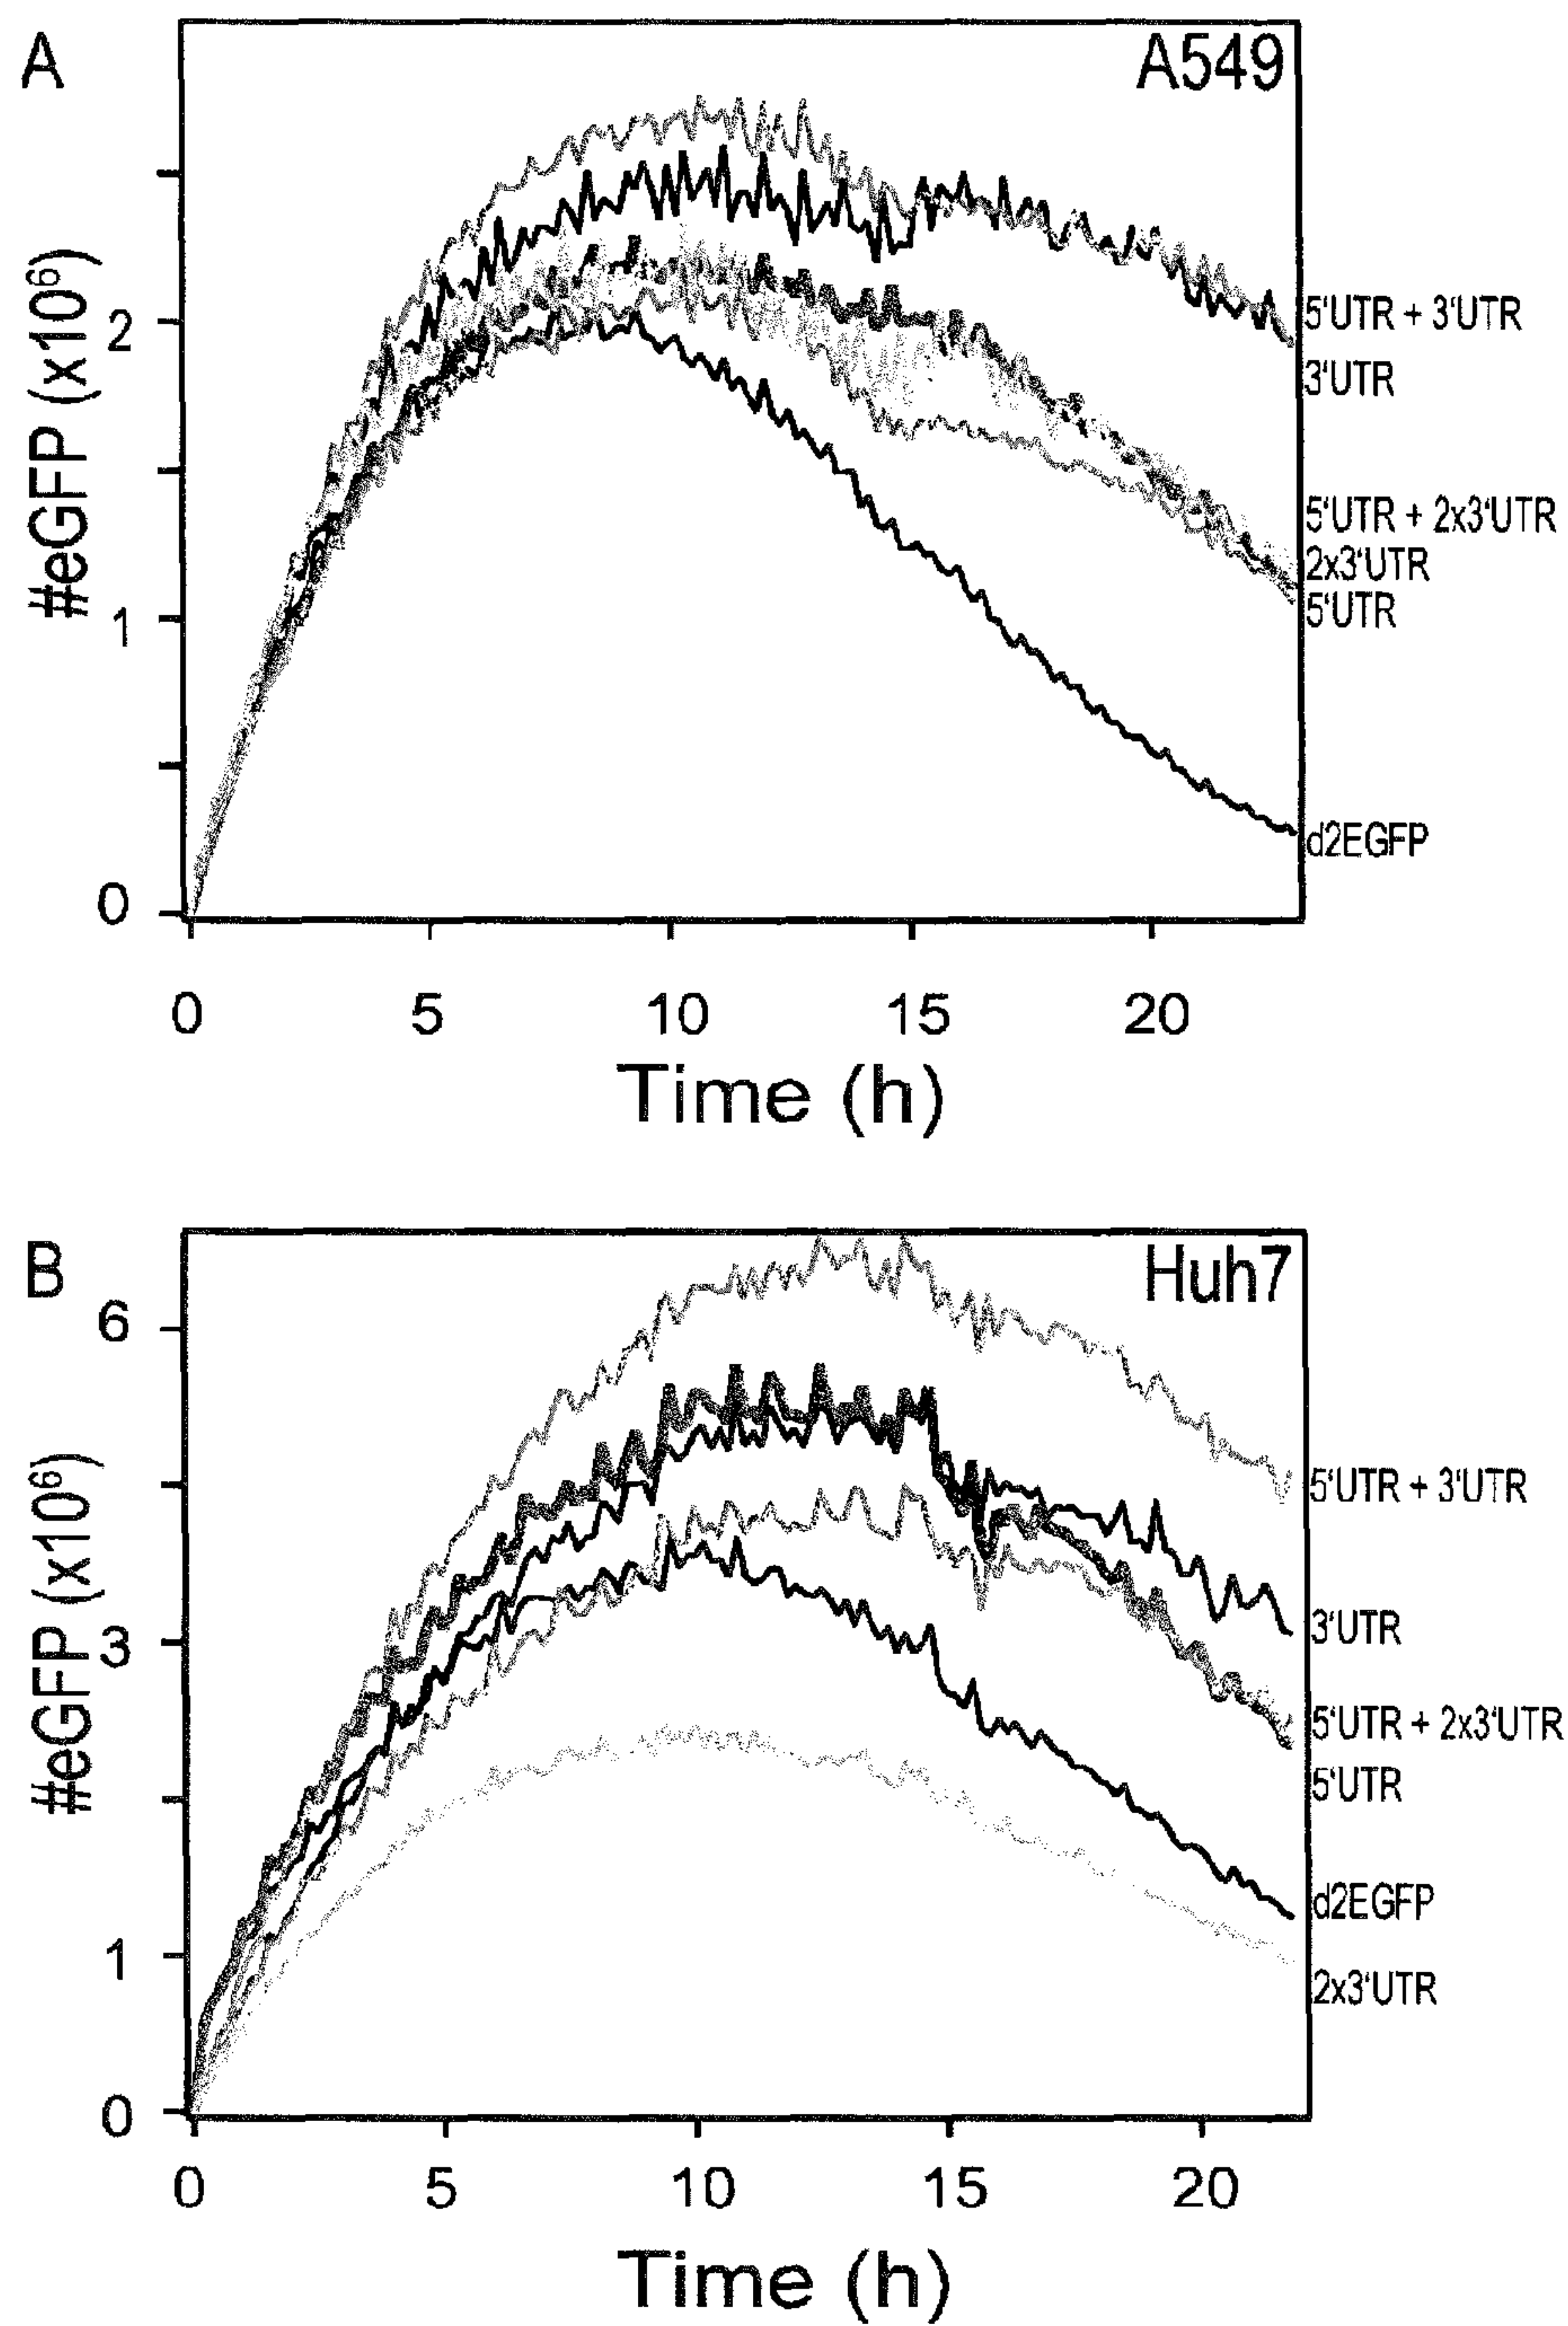 A
A549
#eGFP (x10⁶)
2
1
0
5'UTR + 3'UTR
3'UTR
5'UTR + 2x3'UTR
2x3'UTR
5'UTR
d2EGFP
0 5 10 15 20
Time (h)
B
Huh7
#eGFP (x10⁶)
6
3
1
0
5'UTR + 3'UTR
3'UTR
5'UTR + 2x3'UTR
5'UTR
d2EGFP
2x3'UTR
0 5 10 15 20
Time (h)